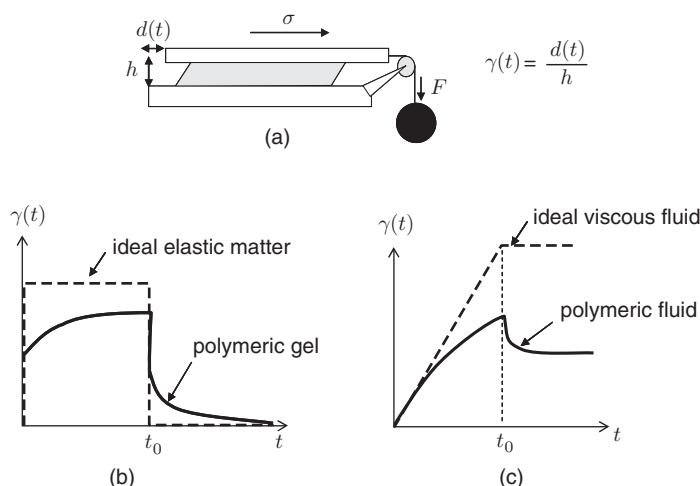 d(t)
σ
h
F
γ(t) = d(t) / h
(a)
γ(t)
ideal elastic matter
polymeric gel
t₀
t
(b)
γ(t)
ideal viscous fluid
polymeric fluid
t₀
t
(c)